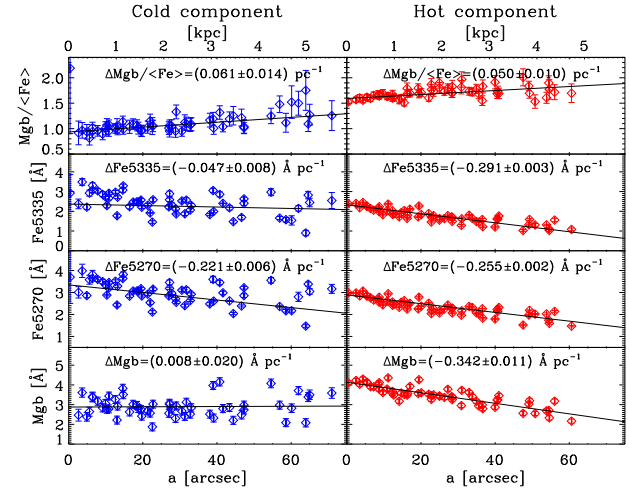 Cold component
Hot component
[kpc]
[kpc]
0 1 2 3 4 5
0 1 2 3 4 5
ΔMgb/<Fe>=(0.061±0.014) pc⁻¹
ΔMgb/<Fe>=(0.050±0.010) pc⁻¹
Mgb/<Fe>
2.0
1.5
1.0
0.5
ΔFe5335=(−0.047±0.008) Å pc⁻¹
ΔFe5335=(−0.291±0.003) Å pc⁻¹
Fe5335 [Å]
4
3
2
1
0
ΔFe5270=(−0.221±0.006) Å pc⁻¹
ΔFe5270=(−0.255±0.002) Å pc⁻¹
Fe5270 [Å]
4
3
2
1
ΔMgb=(0.008±0.020) Å pc⁻¹
ΔMgb=(−0.342±0.011) Å pc⁻¹
Mgb [Å]
5
4
3
2
1
0 20 40 60
0 20 40 60
a [arcsec]
a [arcsec]